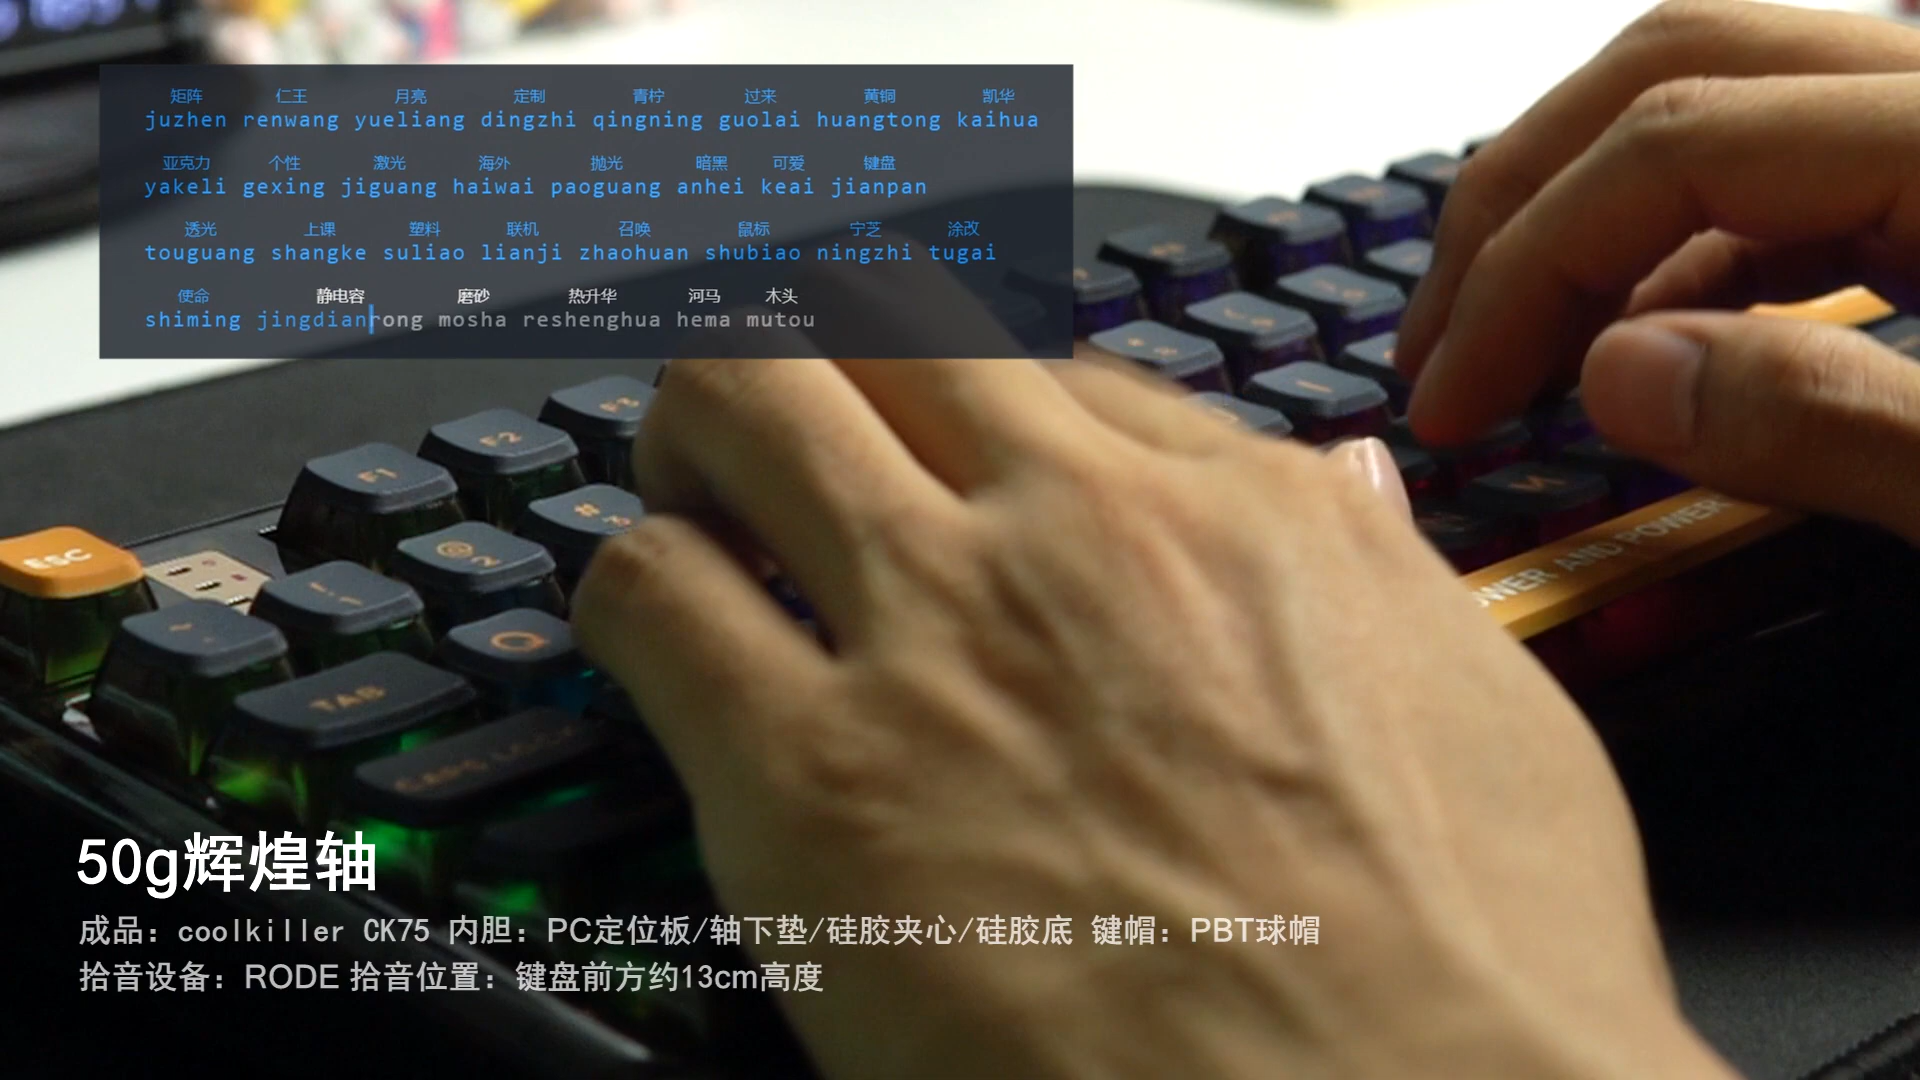 矩阵 仁王 月亮 定制 青柠 过来 黄铜 凯华
juzhen renwang yueliang dingzhi qingning guolai huangtong kaihua
亚克力 个性 激光 海外 抛光 暗黑 可爱 键盘
yakeli gexing jiguang haiwai paoguang anhei keai jianpan
透光 上课 塑料 联机 召唤 鼠标 宁芝 涂改
touguang shangke suliao lianji zhaohuan shubiao ningzhi tugai
使命 静电容 磨砂 热升华 河马 木头
shiming jingdianrong mosha reshenghua hema mutou
F3
F2
F1
#
ESC
@ 2
Q
TAB
CAPS LOCK
POWER AND POWER
50g辉煌轴
成品：coolkiller CK75 内胆：PC定位板/轴下垫/硅胶夹心/硅胶底 键帽：PBT球帽
拾音设备：RODE 拾音位置：键盘前方约13cm高度